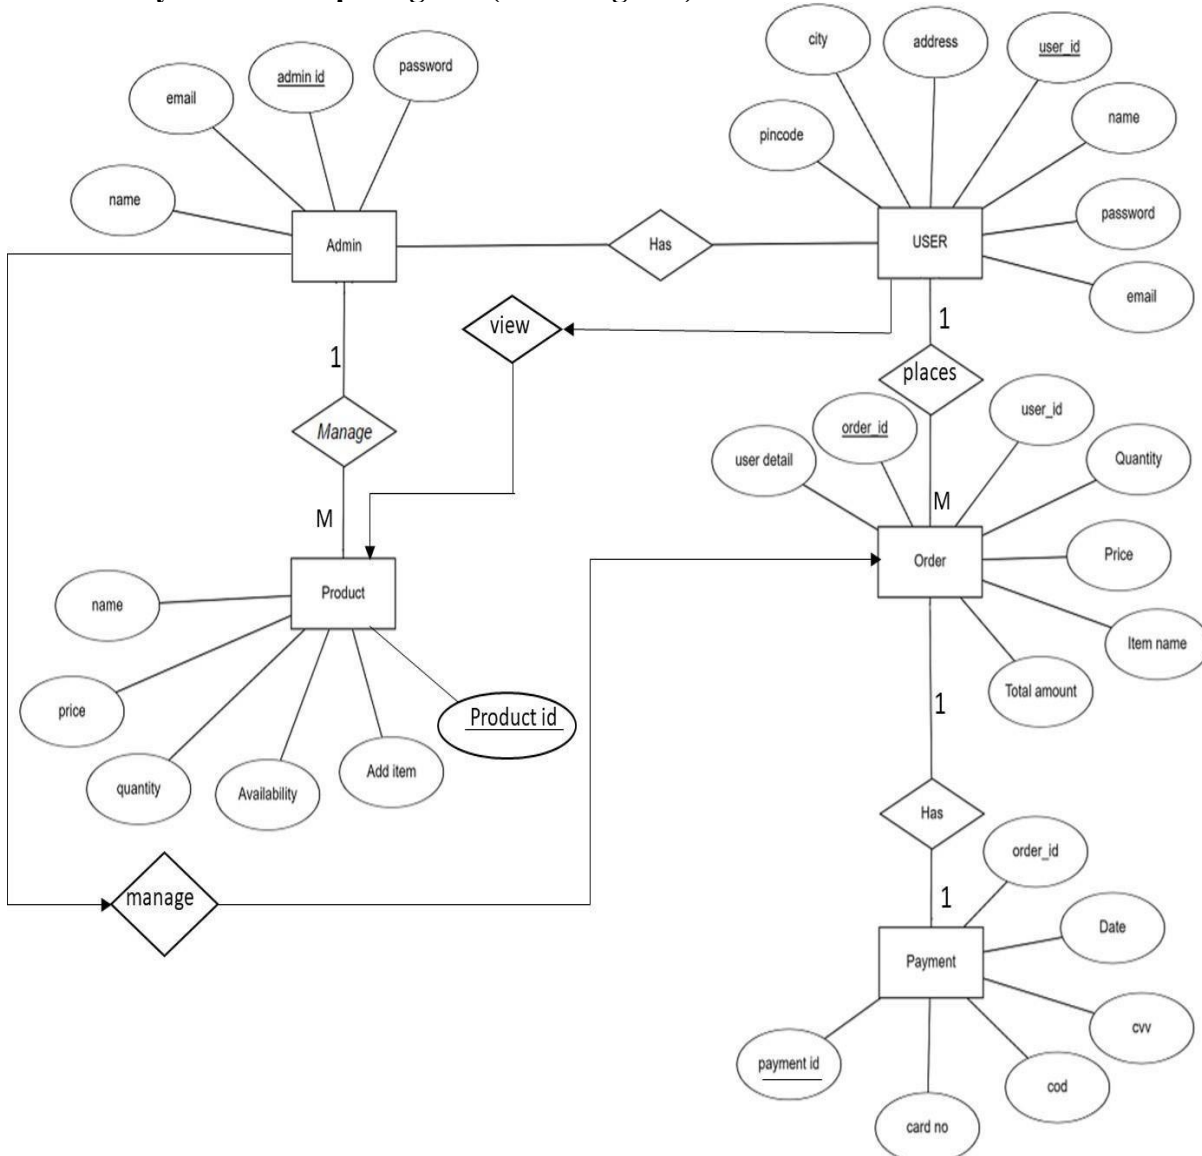 city
address
user_id
password
admin id
email
name
pincode
name
password
email
Admin
Has
USER
view
1
1
places
Manage
order_id
user_id
user detail
Quantity
M
M
Product
Order
Price
name
Item name
price
Product id
Total amount
1
quantity
Availability
Add item
Has
manage
order_id
1
Date
Payment
cvv
payment id
cod
card no